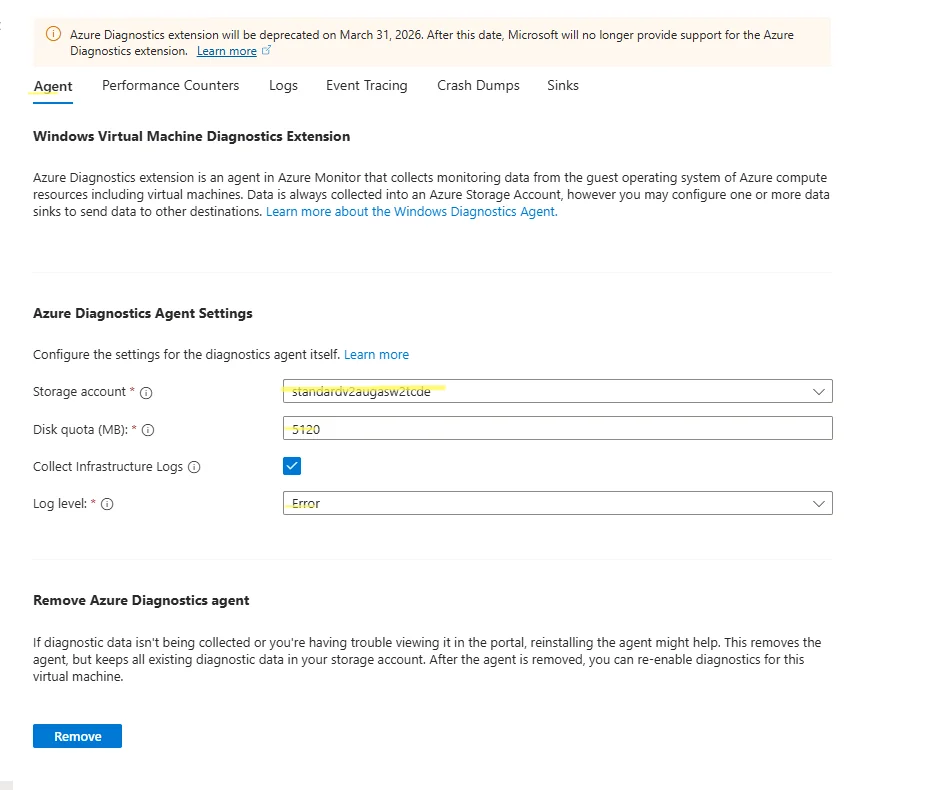 Azure Diagnostics extension will be deprecated on March 31, 2026. After this date, Microsoft will no longer provide support for the Azure
Diagnostics extension. Learn more
Agent Performance Counters Logs Event Tracing Crash Dumps Sinks
Windows Virtual Machine Diagnostics Extension
Azure Diagnostics extension is an agent in Azure Monitor that collects monitoring data from the guest operating system of Azure compute
resources including virtual machines. Data is always collected into an Azure Storage Account, however you may configure one or more data
sinks to send data to other destinations. Learn more about the Windows Diagnostics Agent.
Azure Diagnostics Agent Settings
Configure the settings for the diagnostics agent itself. Learn more
Storage account * standardv2augasw2tcde
Disk quota (MB): * 5120
Collect Infrastructure Logs
Log level: * Error
Remove Azure Diagnostics agent
If diagnostic data isn't being collected or you're having trouble viewing it in the portal, reinstalling the agent might help. This removes the
agent, but keeps all existing diagnostic data in your storage account. After the agent is removed, you can re-enable diagnostics for this
virtual machine.
Remove